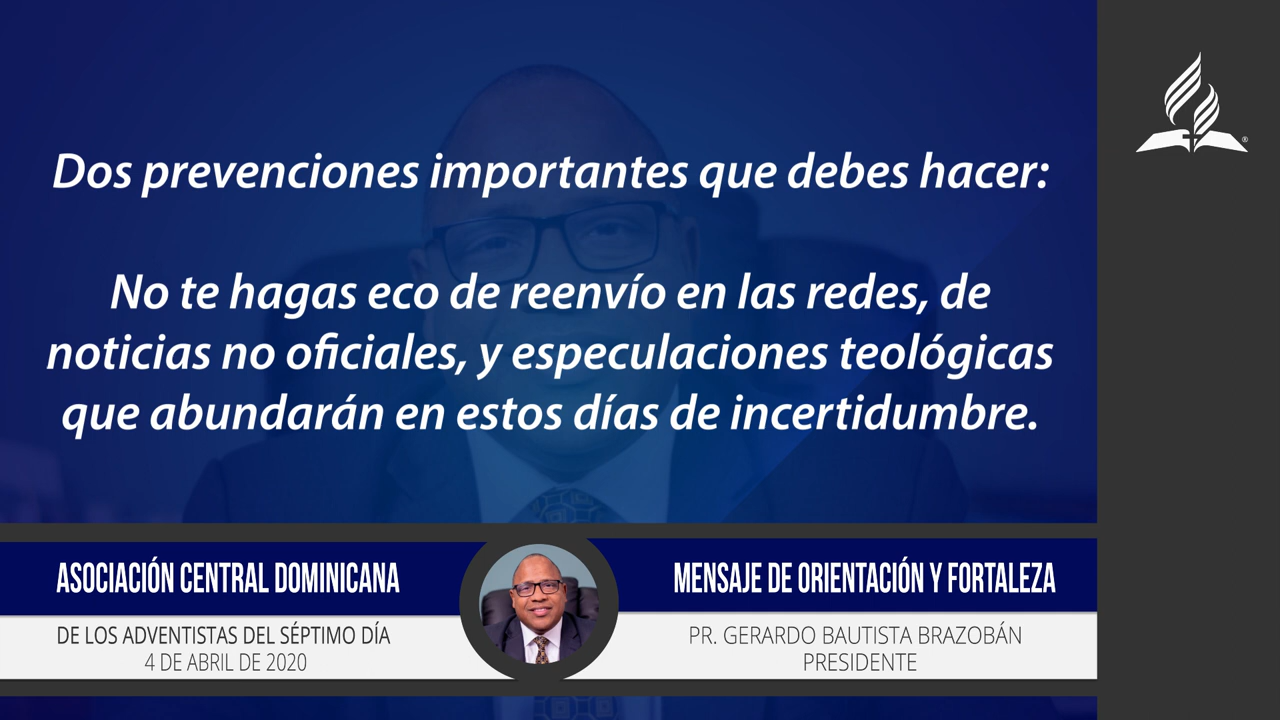 Dos prevenciones importantes que debes hacer:
No te hagas eco de reenvío en las redes, de
noticias no oficiales, y especulaciones teológicas
que abundarán en estos días de incertidumbre.
ASOCIACIÓN CENTRAL DOMINICANA
DE LOS ADVENTISTAS DEL SÉPTIMO DÍA
4 DE ABRIL DE 2020
MENSAJE DE ORIENTACIÓN Y FORTALEZA
PR. GERARDO BAUTISTA BRAZOBÁN
PRESIDENTE
®